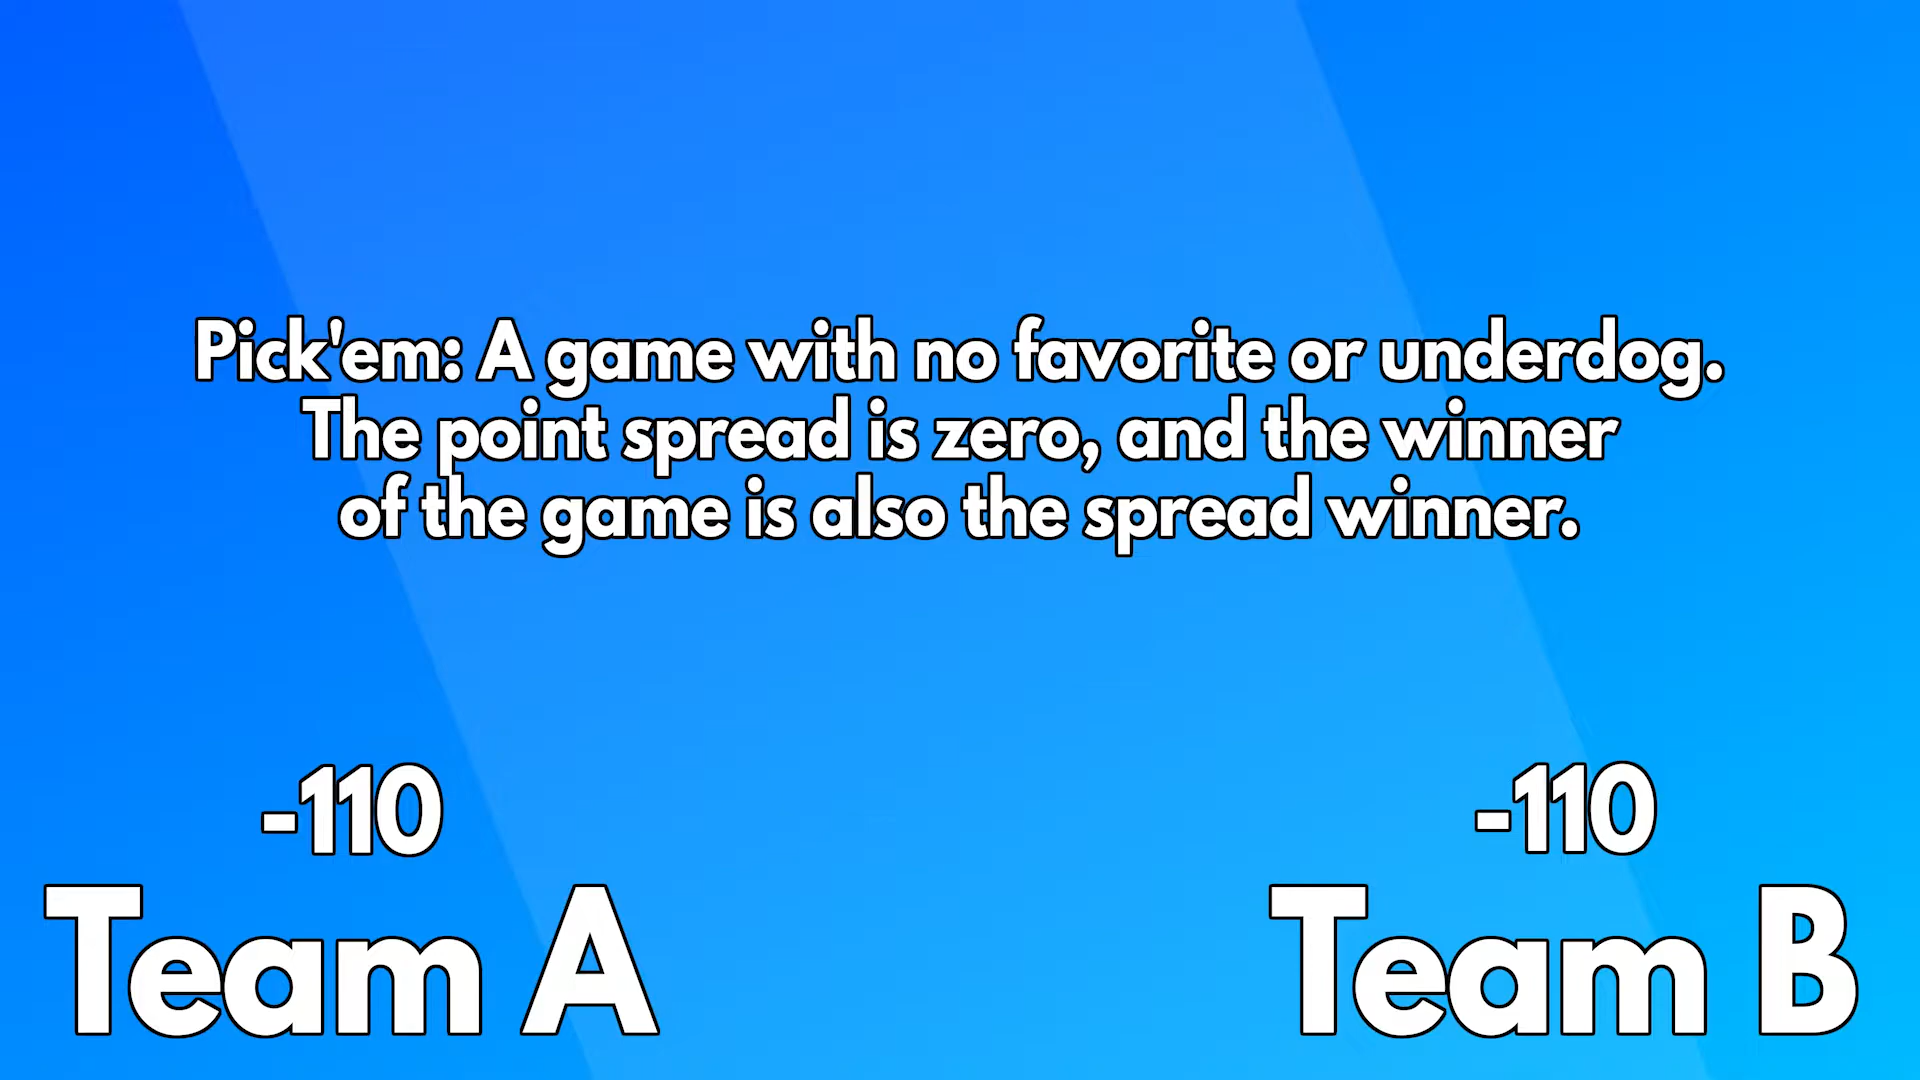 Pick'em: A game with no favorite or underdog.
The point spread is zero, and the winner
of the game is also the spread winner.
-110
Team A
-110
Team B